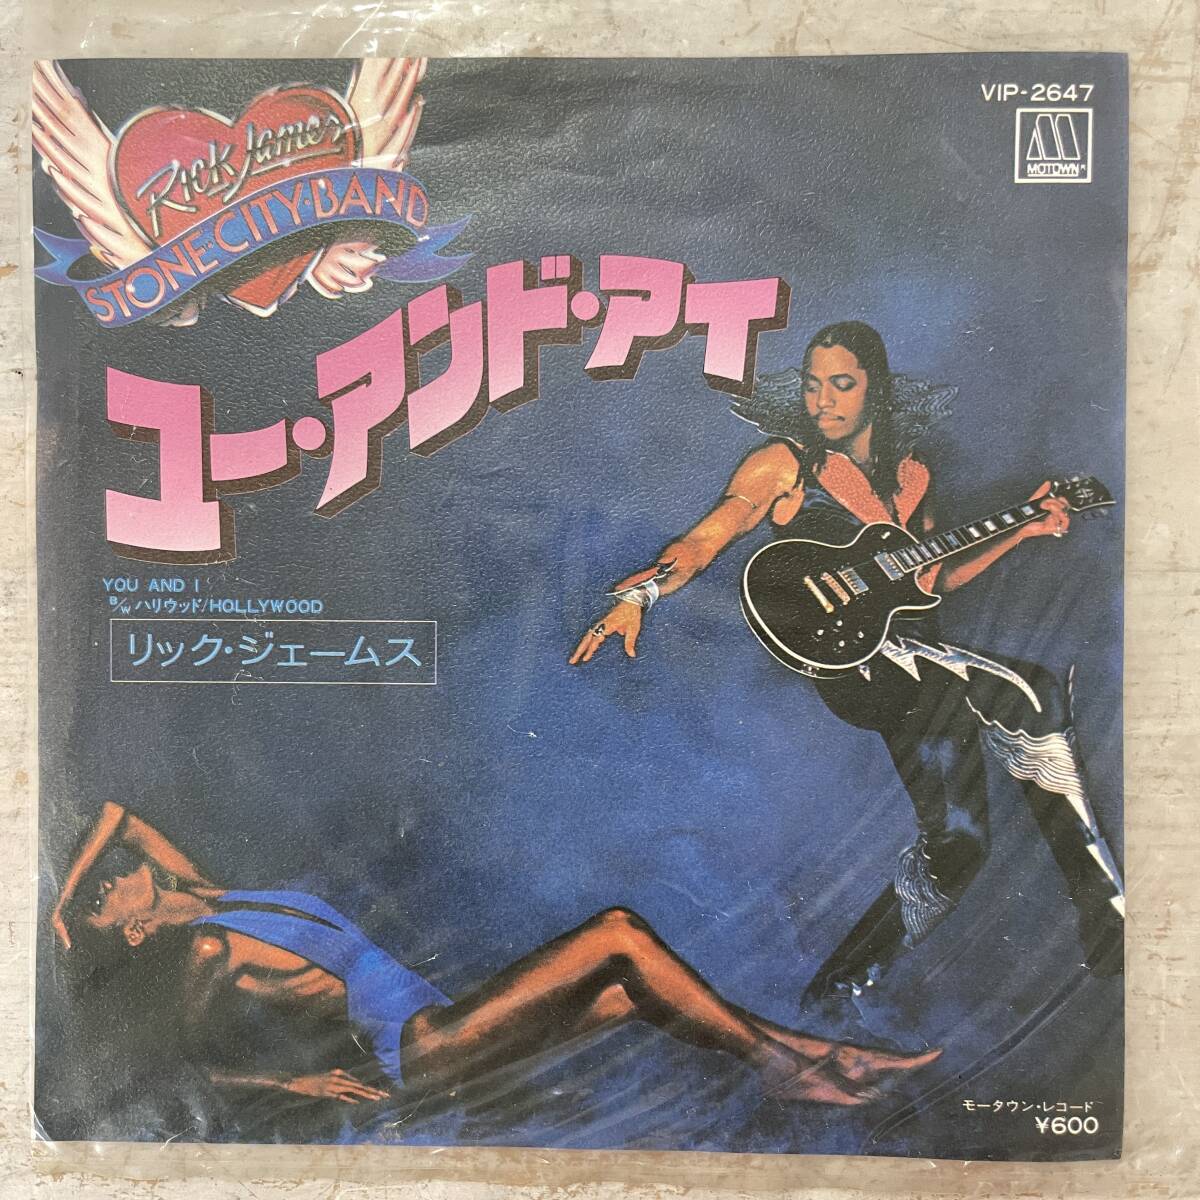 VIP-2647
MOTOWN
Rick James
STONE·CITY·BAND
ユー・アンド・アイ
YOU AND I
B/W ハリウッド/HOLLYWOOD
リック・ジェームス
モータウン・レコード
¥600